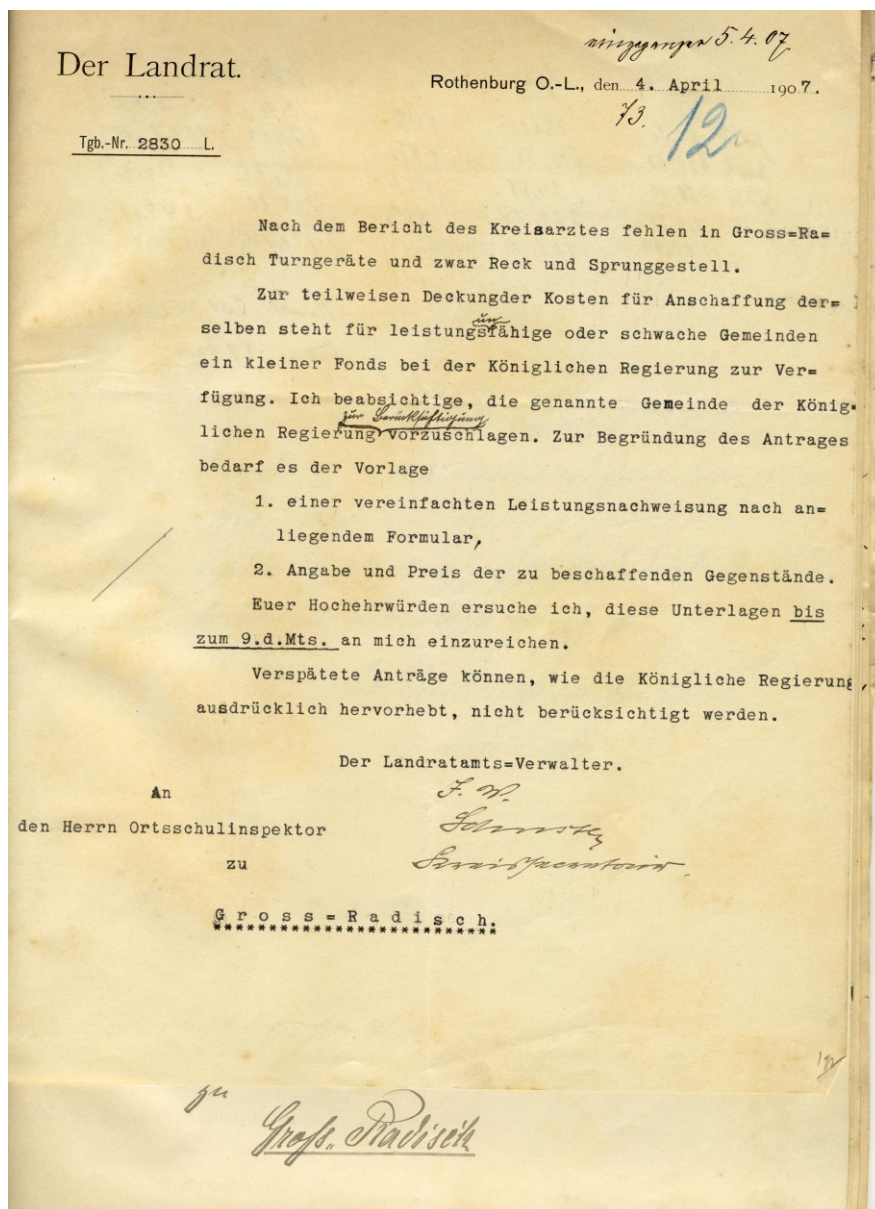 eingegangen 5. 4. 07.
Der Landrat.
Rothenburg O.-L., den 4. April 1907.
73. 12
Tgb.-Nr. 2830 L.
Nach dem Bericht des Kreisarztes fehlen in Gross=Ra=
disch Turngeräte und zwar Reck und Sprunggestell.
Zur teilweisen Deckungder Kosten für Anschaffung der=
un
selben steht für leistungsfähige oder schwache Gemeinden
ein kleiner Fonds bei der Königlichen Regierung zur Ver=
fügung. Ich beabsichtige, die genannte Gemeinde der König=
zur Berücksichtigung
lichen Regierung vorzuschlagen. Zur Begründung des Antrages
bedarf es der Vorlage
1. einer vereinfachten Leistungsnachweisung nach an=
liegendem Formular,
2. Angabe und Preis der zu beschaffenden Gegenstände.
Euer Hochehrwürden ersuche ich, diese Unterlagen bis
zum 9.d.Mts. an mich einzureichen.
Verspätete Anträge können, wie die Königliche Regierung
ausdrücklich hervorhebt, nicht berücksichtigt werden.
Der Landratamts=Verwalter.
An
J. V.
den Herrn Ortsschulinspektor
zu
Kreissecretair.
Gross=Radisch.
zu
Groß-Radisch